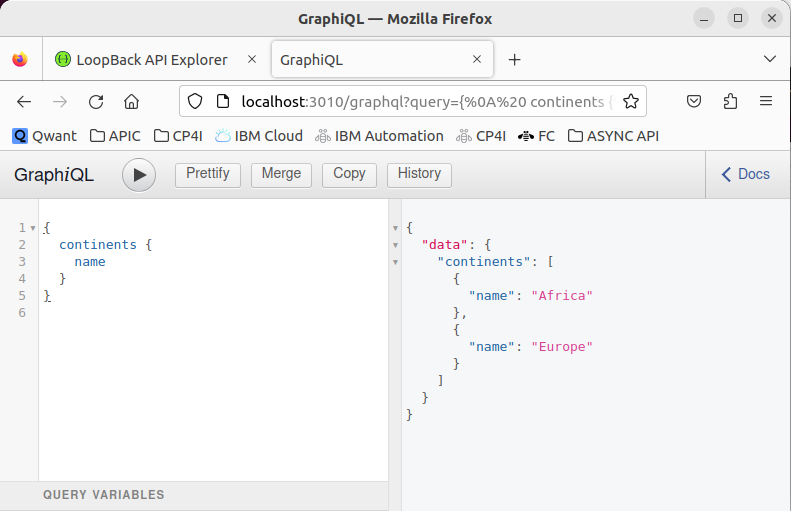 GraphiQL — Mozilla Firefox
LoopBack API Explorer
GraphiQL
localhost:3010/graphql?query={%0A%20 continents {
Qwant APIC CP4I IBM Cloud IBM Automation CP4I FC ASYNC API
GraphiQL Prettify Merge Copy History Docs
1 {
2 continents {
3 name
4 }
5 }
6
{
"data": {
"continents": [
{
"name": "Africa"
},
{
"name": "Europe"
}
]
}
}
QUERY VARIABLES